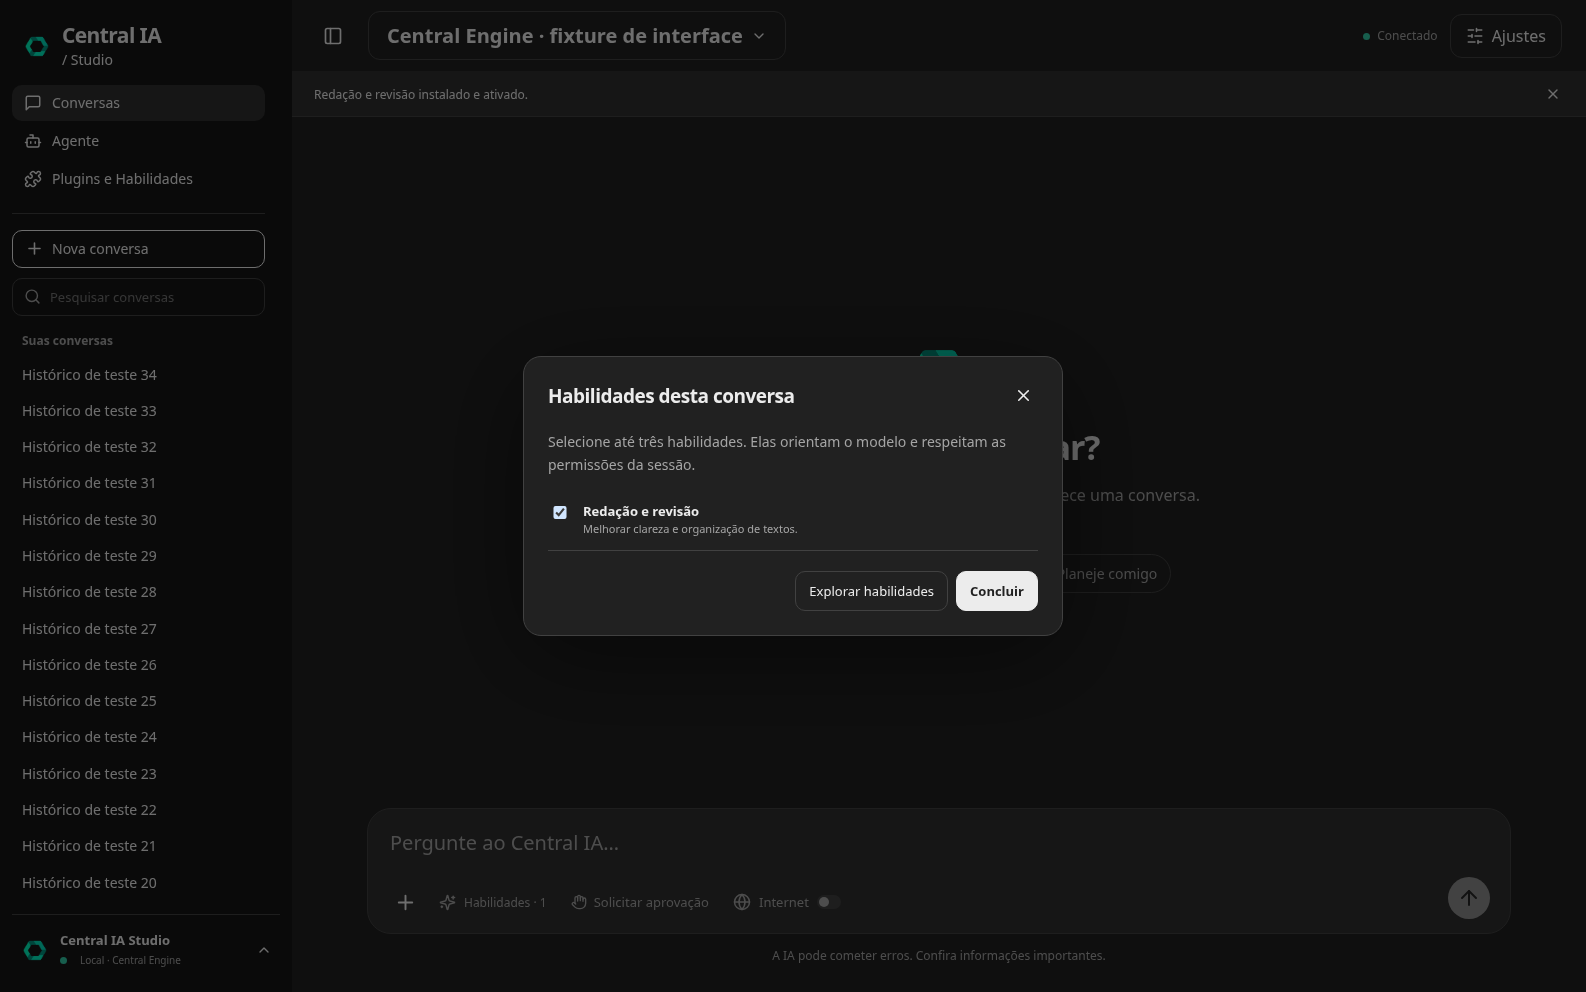 Central IA
/ Studio
Conversas
Agente
Plugins e Habilidades
Nova conversa
Pesquisar conversas
Suas conversas
Histórico de teste 34
Histórico de teste 33
Histórico de teste 32
Histórico de teste 31
Histórico de teste 30
Histórico de teste 29
Histórico de teste 28
Histórico de teste 27
Histórico de teste 26
Histórico de teste 25
Histórico de teste 24
Histórico de teste 23
Histórico de teste 22
Histórico de teste 21
Histórico de teste 20
Central IA Studio
Local · Central Engine
Central Engine · fixture de interface
Conectado
Ajustes
Redação e revisão instalado e ativado.
ar?
ece uma conversa.
Planeje comigo
Habilidades desta conversa
Selecione até três habilidades. Elas orientam o modelo e respeitam as
permissões da sessão.
Redação e revisão
Melhorar clareza e organização de textos.
Explorar habilidades
Concluir
Pergunte ao Central IA...
Habilidades · 1
Solicitar aprovação
Internet
A IA pode cometer erros. Confira informações importantes.